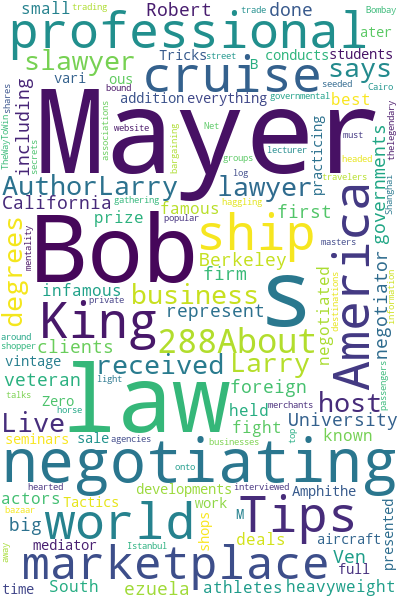 small trading Robert done trade Bombay
professional
Tricks conducts students later
slawyer vari ous B street governmental
TheWayToWin cruise says
addition everything seeded Cairo
Mayer
including associations website Net best
secrets shares bound groups must thelegendary
AuthorLarry lawyer log lecturer headed
California gathering haggling travelers
practicing bargaining
prize famous popular first masters
degrees mentality Bob ship America governments Shanghai
Berkeley negotiator information
infamous firm private
King business s negotiated destinations
288About represent
clients received Larry passengers
vintage foreign
around shopper light merchants
veteran Zero held University host
talks horse law fight known
Live seminars sale agencies businesses top
onto
negotiating
hearted developments interviewed Amphithe
actors Tactics work M
bazaar big world shops Tips aircraft presented
mediator deals Ven full
away Istanbul
marketplace
time South ezuela athletes heavyweight